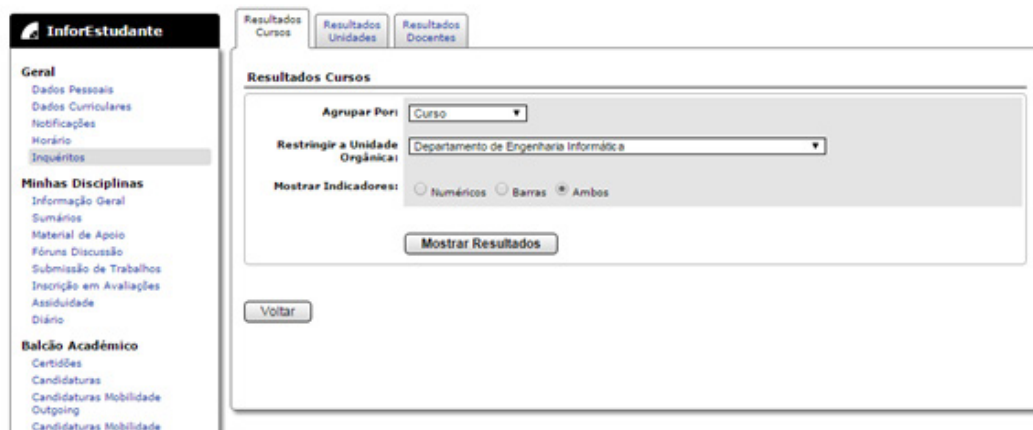 InforEstudante
Geral
Dados Pessoais
Dados Curriculares
Notificações
Horário
Inquéritos
Minhas Disciplinas
Informação Geral
Sumários
Material de Apoio
Fóruns Discussão
Submissão de Trabalhos
Inscrição em Avaliações
Assiduidade
Diário
Balcão Académico
Certidões
Candidaturas
Candidaturas Mobilidade
Outgoing
Candidaturas Mobilidade
Resultados
Cursos
Resultados
Unidades
Resultados
Docentes
Resultados Cursos
Agrupar Por: Curso
Restringir a Unidade
Orgânica: Departamento de Engenharia Informática
Mostrar Indicadores: Numéricos Barras Ambos
Mostrar Resultados
Voltar